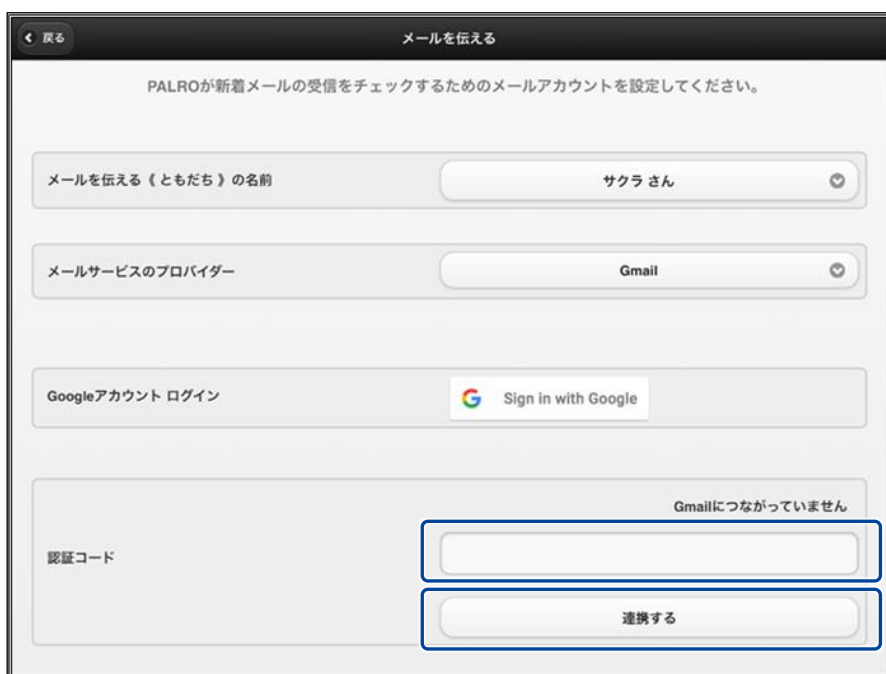 戻る
メールを伝える
PALROが新着メールの受信をチェックするためのメールアカウントを設定してください。
メールを伝える《 ともだち 》の名前
サクラ さん
メールサービスのプロバイダー
Gmail
Googleアカウント ログイン
Sign in with Google
Gmailにつながっていません
認証コード
連携する